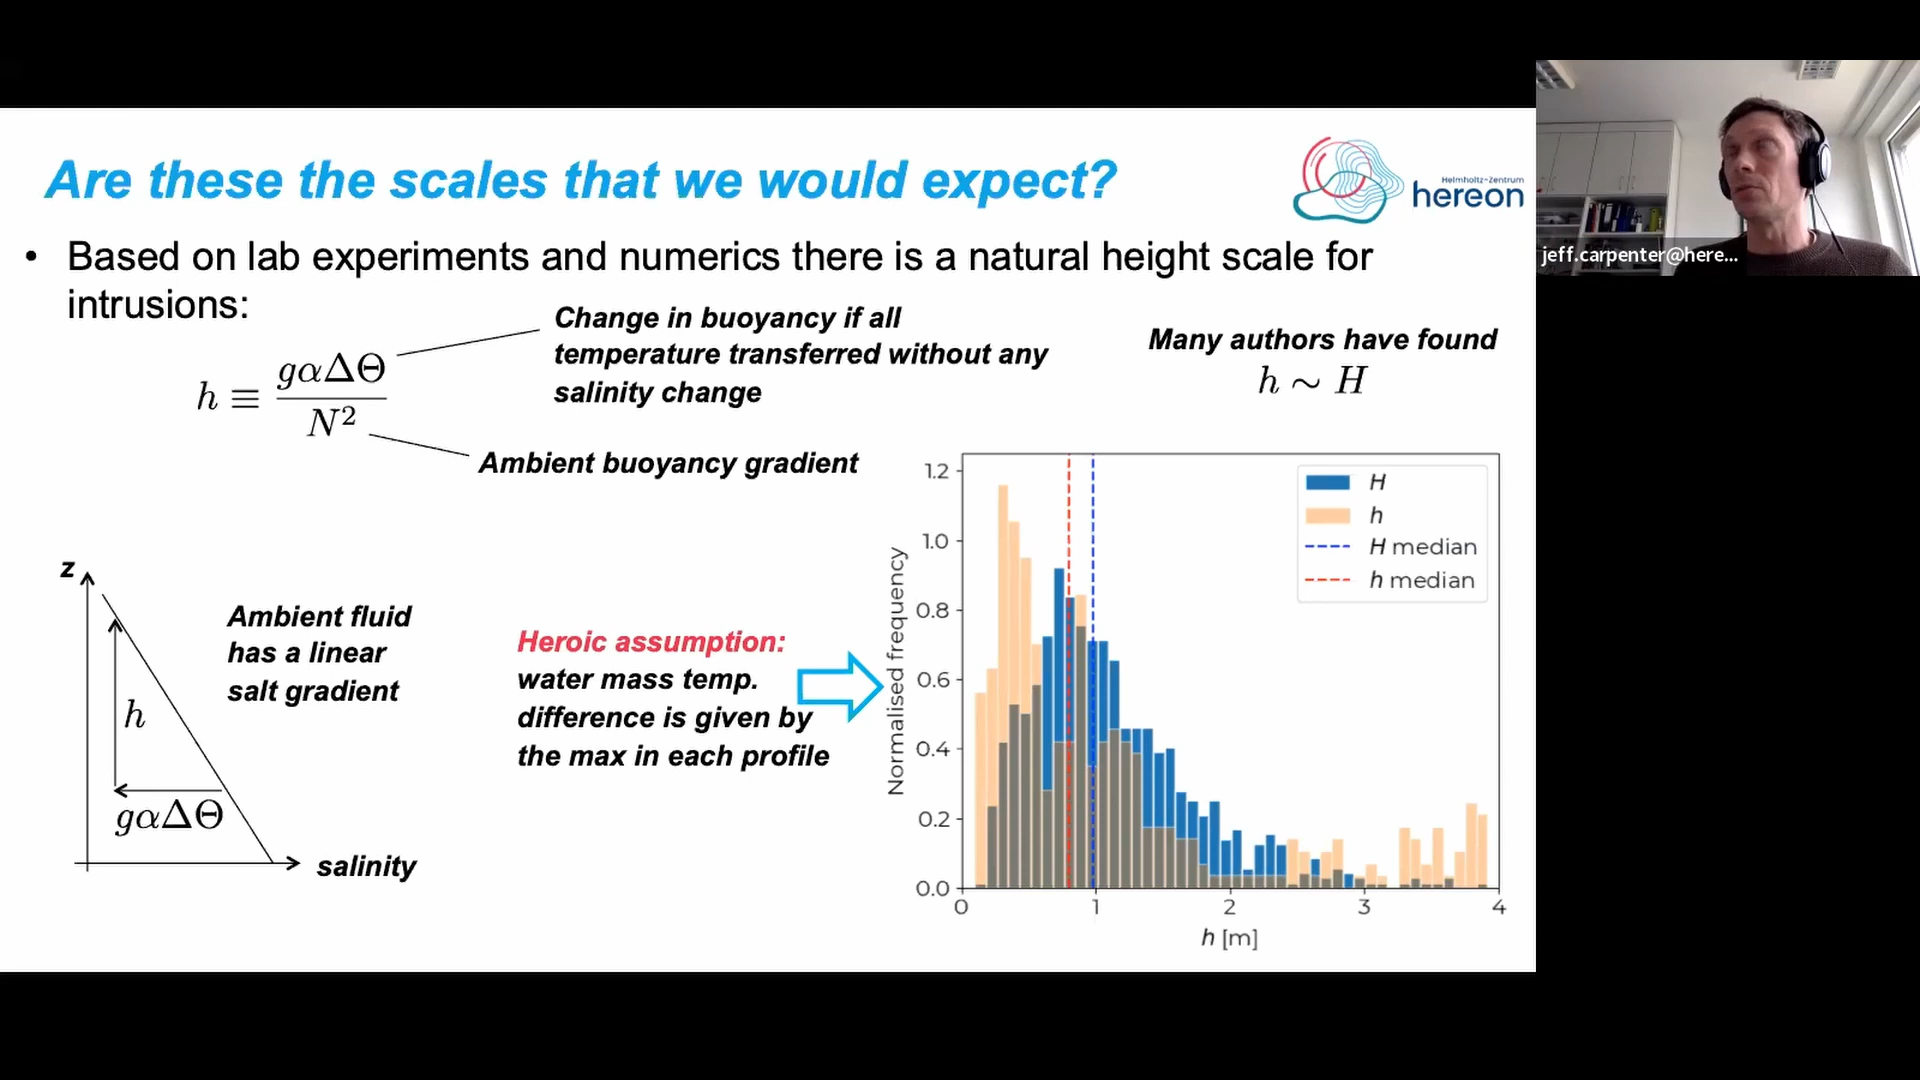 Are these the scales that we would expect?
Helmholtz-Zentrum
hereon
• Based on lab experiments and numerics there is a natural height scale for
intrusions:
h ≡ gαΔΘ / N²
Change in buoyancy if all
temperature transferred without any
salinity change
Ambient buoyancy gradient
Many authors have found
h ∼ H
z
h
gαΔΘ
salinity
Ambient fluid
has a linear
salt gradient
Heroic assumption:
water mass temp.
difference is given by
the max in each profile
Normalised frequency
1.2
1.0
0.8
0.6
0.4
0.2
0.0
0 1 2 3 4
h [m]
H
h
H median
h median
jeff.carpenter@here...